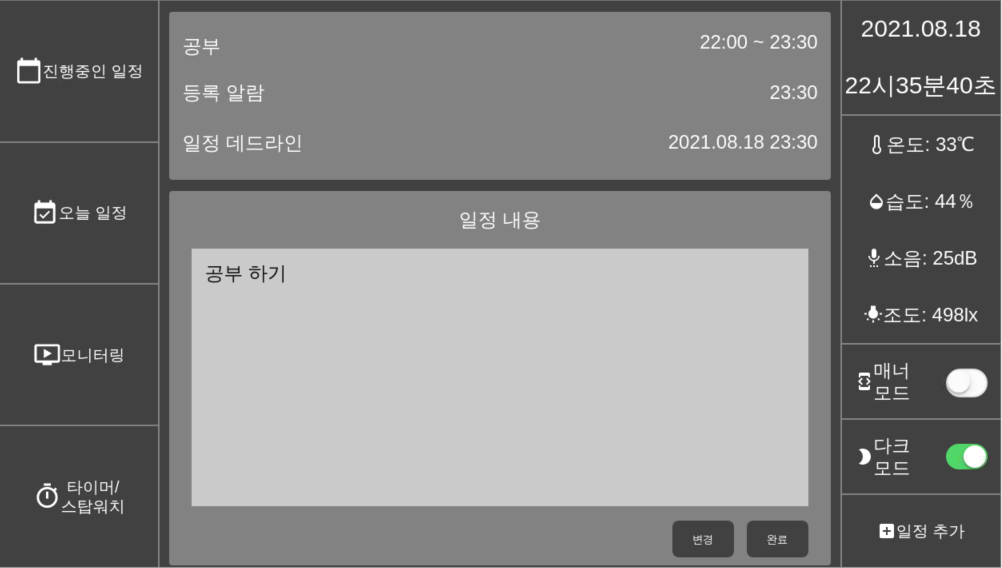 진행중인 일정
오늘 일정
모니터링
타이머/
스탑워치
공부 22:00 ~ 23:30
등록 알람 23:30
일정 데드라인 2021.08.18 23:30
일정 내용
공부 하기
변경 완료
2021.08.18
22시35분40초
온도: 33℃
습도: 44%
소음: 25dB
조도: 498lx
매너
모드
다크
모드
일정 추가